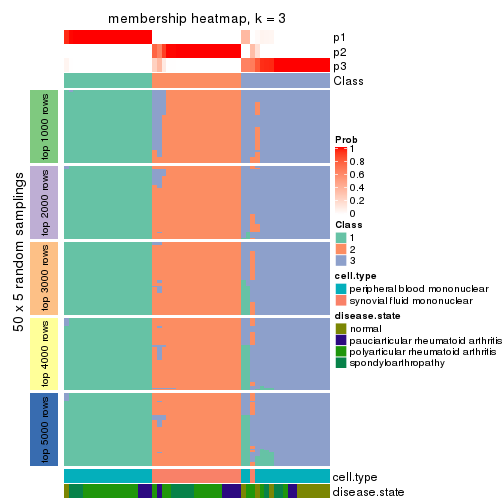 membership heatmap, k = 3
p1
p2
p3
Class
50 x 5 random samplings
top 1000 rows
top 2000 rows
top 3000 rows
top 4000 rows
top 5000 rows
cell.type
disease.state
Prob
1
0.8
0.6
0.4
0.2
0
Class
1
2
3
cell.type
peripheral blood mononuclear
synovial fluid mononuclear
disease.state
normal
pauciarticular rheumatoid arthritis
polyarticular rheumatoid arthritis
spondyloarthropathy